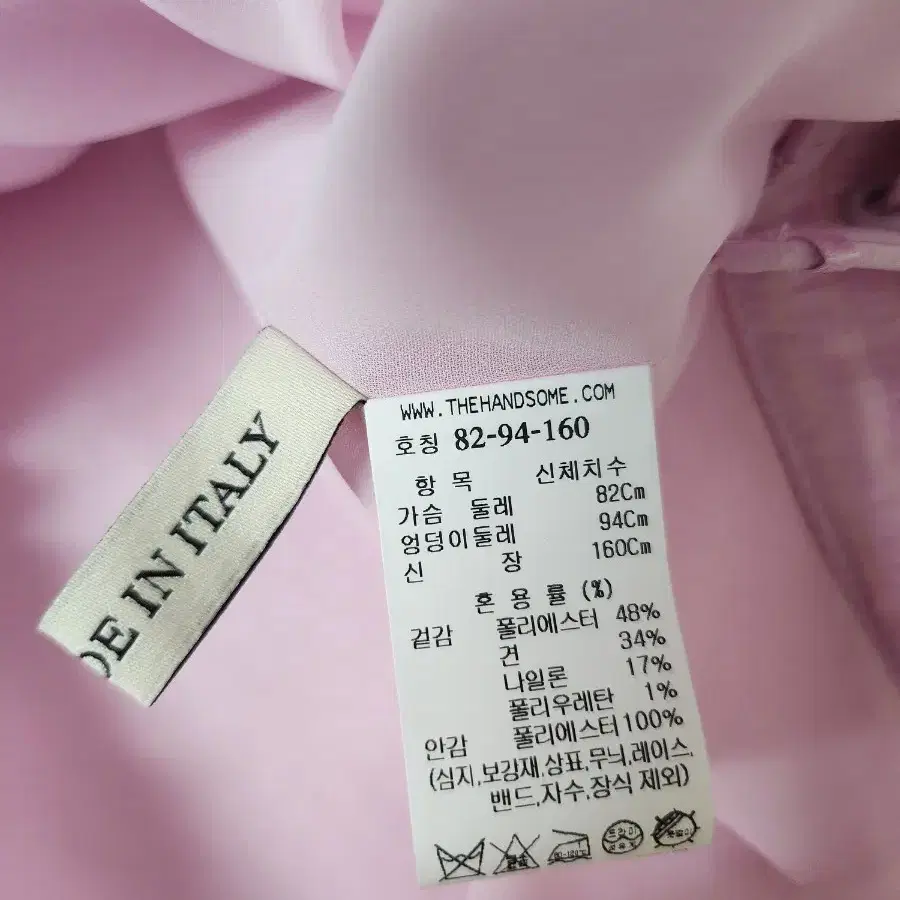 DE IN ITALY
WWW.THEHANDSOME.COM
호칭 82-94-160
항 목 신체치수
가슴 둘레 82Cm
엉덩이둘레 94Cm
신 장 160Cm
혼 용 률 (%)
겉감 폴리에스터 48%
견 34%
나일론 17%
폴리우레탄 1%
안감 폴리에스터 100%
(심지,보강재,상표,무늬,레이스,
밴드,자수,장식 제외)
드라이